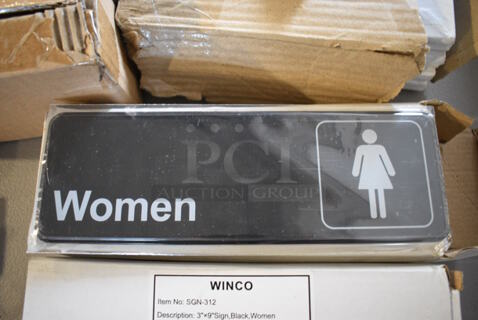 PCI
AUCTION GROUP
Women
WINCO
Item No: SGN-312
Description: 3"×9"Sign,Black,Women